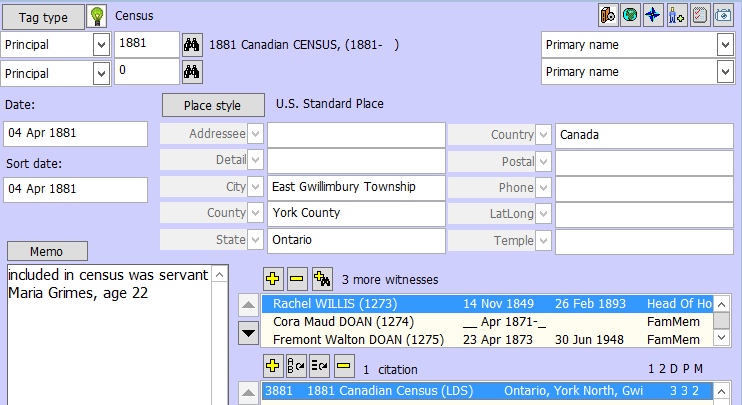 Tag type Census
Principal 1881 1881 Canadian CENSUS, (1881- ) Primary name
Principal 0 Primary name
Date: Place style U.S. Standard Place
04 Apr 1881 Addressee Country Canada
Detail Postal
Sort date:
04 Apr 1881 City East Gwillimbury Township Phone
County York County LatLong
State Ontario Temple
Memo
included in census was servant
Maria Grimes, age 22
3 more witnesses
Rachel WILLIS (1273) 14 Nov 1849 26 Feb 1893 Head Of Ho
Cora Maud DOAN (1274) __ Apr 1871-_ FamMem
Fremont Walton DOAN (1275) 23 Apr 1873 30 Jun 1948 FamMem
1 citation 1 2 D P M
3881 1881 Canadian Census (LDS) Ontario, York North, Gwi 3 3 2